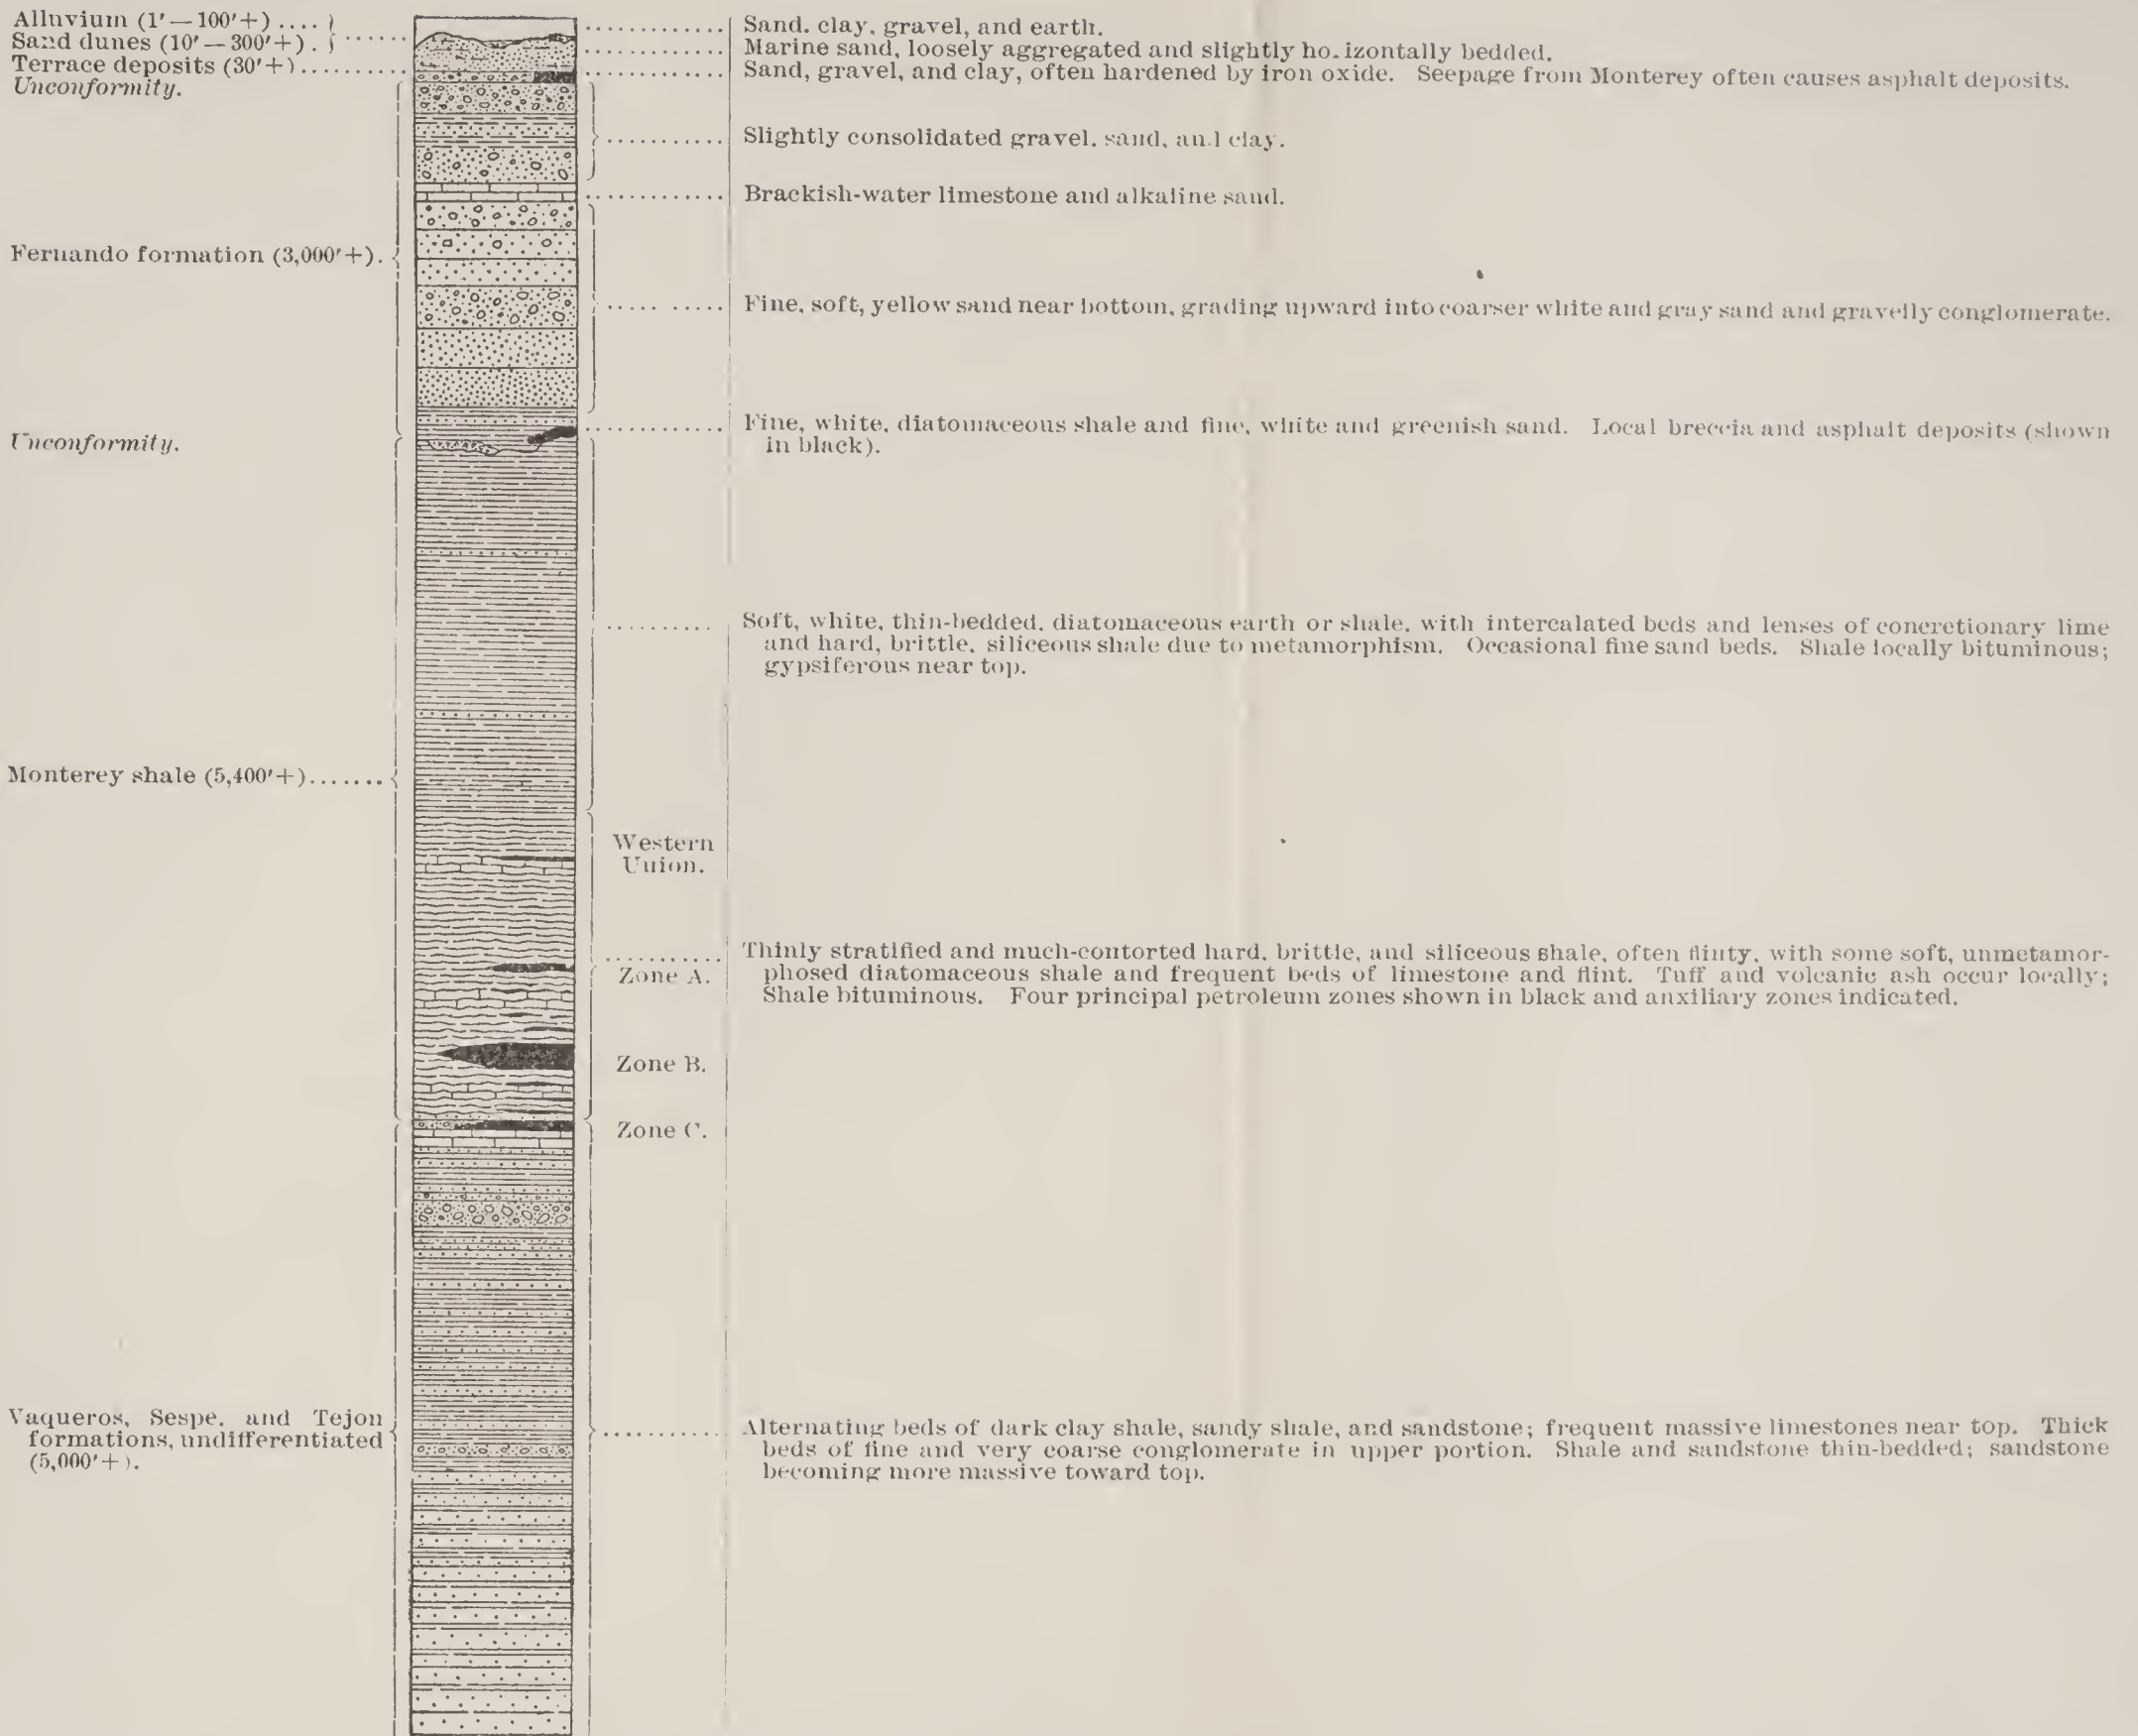 Alluvium (1'—100'+)....
Sand dunes (10'—300'+).
Terrace deposits (30'+)..........
Unconformity.
Sand, clay, gravel, and earth.
Marine sand, loosely aggregated and slightly ho.izontally bedded.
Sand, gravel, and clay, often hardened by iron oxide. Seepage from Monterey often causes asphalt deposits.
Slightly consolidated gravel, sand, and clay.
Brackish-water limestone and alkaline sand.
Fernando formation (3,000'+).
Fine, soft, yellow sand near bottom, grading upward into coarser white and gray sand and gravelly conglomerate.
Unconformity.
Fine, white, diatomaceous shale and fine, white and greenish sand. Local breccia and asphalt deposits (shown
in black).
Soft, white, thin-bedded, diatomaceous earth or shale, with intercalated beds and lenses of concretionary lime
and hard, brittle, siliceous shale due to metamorphism. Occasional fine sand beds. Shale locally bituminous;
gypsiferous near top.
Monterey shale (5,400'+).......
Western
Union.
Zone A.
Zone B.
Zone C.
Thinly stratified and much-contorted hard, brittle, and siliceous shale, often flinty, with some soft, unmetamor-
phosed diatomaceous shale and frequent beds of limestone and flint. Tuff and volcanic ash occur locally;
Shale bituminous. Four principal petroleum zones shown in black and auxiliary zones indicated.
Vaqueros, Sespe, and Tejon
formations, undifferentiated
(5,000'+).
Alternating beds of dark clay shale, sandy shale, and sandstone; frequent massive limestones near top. Thick
beds of fine and very coarse conglomerate in upper portion. Shale and sandstone thin-bedded; sandstone
becoming more massive toward top.